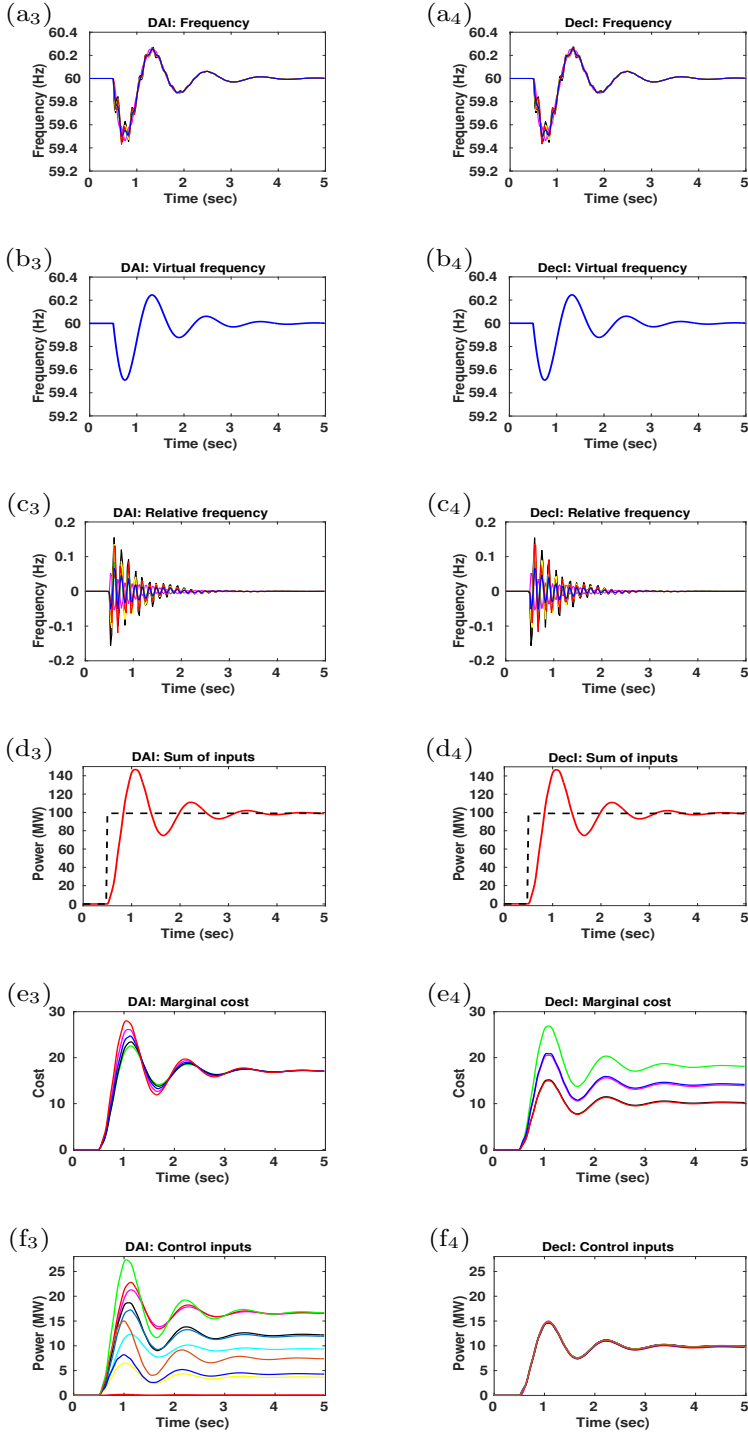 (a3)
DAI: Frequency
60.4
60.2
60
59.8
59.6
59.4
59.2
Frequency (Hz)
0 1 2 3 4 5
Time (sec)
(a4)
DecI: Frequency
60.4
60.2
60
59.8
59.6
59.4
59.2
Frequency (Hz)
0 1 2 3 4 5
Time (sec)
(b3)
DAI: Virtual frequency
60.4
60.2
60
59.8
59.6
59.4
59.2
Frequency (Hz)
0 1 2 3 4 5
Time (sec)
(b4)
DecI: Virtual frequency
60.4
60.2
60
59.8
59.6
59.4
59.2
Frequency (Hz)
0 1 2 3 4 5
Time (sec)
(c3)
DAI: Relative frequency
0.2
0.1
0
-0.1
-0.2
Frequency (Hz)
0 1 2 3 4 5
Time (sec)
(c4)
DecI: Relative frequency
0.2
0.1
0
-0.1
-0.2
Frequency (Hz)
0 1 2 3 4 5
Time (sec)
(d3)
DAI: Sum of inputs
140
120
100
80
60
40
20
0
Power (MW)
0 1 2 3 4 5
Time (sec)
(d4)
DecI: Sum of inputs
140
120
100
80
60
40
20
0
Power (MW)
0 1 2 3 4 5
Time (sec)
(e3)
DAI: Marginal cost
30
20
10
0
Cost
0 1 2 3 4 5
Time (sec)
(e4)
DecI: Marginal cost
30
20
10
0
Cost
0 1 2 3 4 5
Time (sec)
(f3)
DAI: Control inputs
25
20
15
10
5
0
Power (MW)
0 1 2 3 4 5
Time (sec)
(f4)
DecI: Control inputs
25
20
15
10
5
0
Power (MW)
0 1 2 3 4 5
Time (sec)